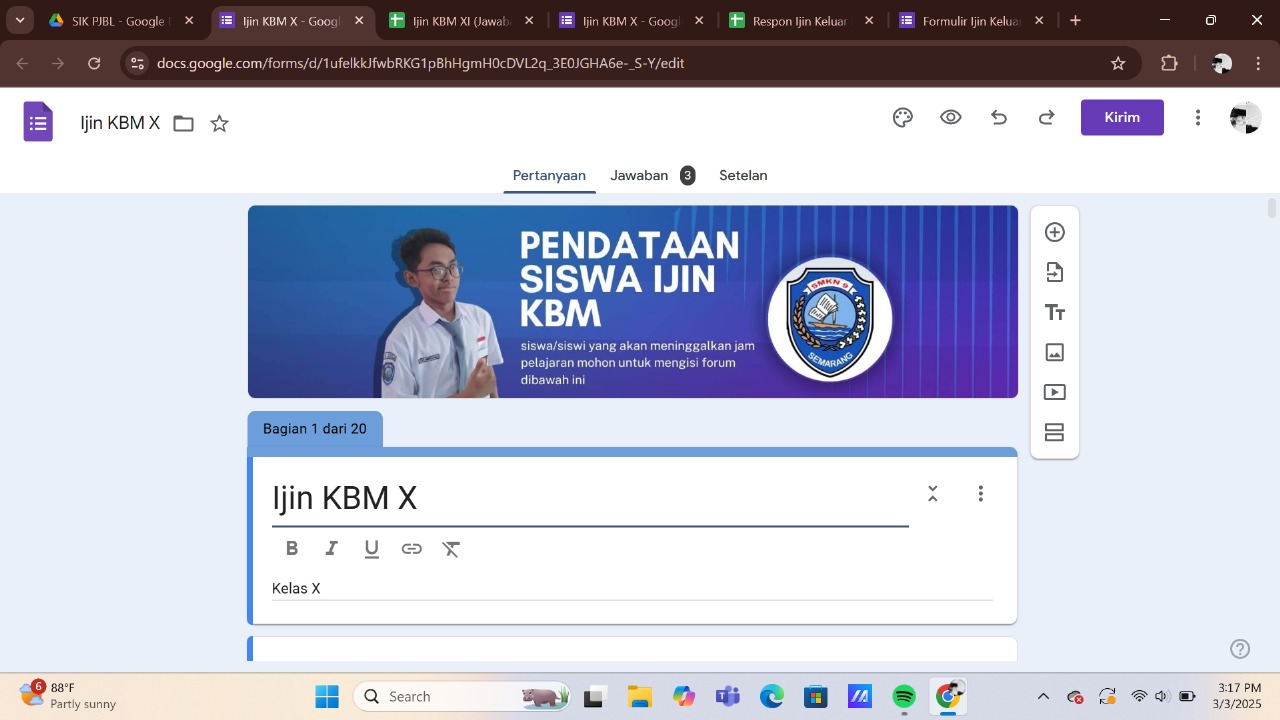 SIK PJBL - Google
Ijin KBM X - Googl
Ijin KBM XI (Jawab
Ijin KBM X - Googl
Respon Ijin Keluar
Formulir Ijin Keluar
docs.google.com/forms/d/1ufelkkJfwbRKG1pBhHgmH0cDVL2q_3E0JGHA6e-_S-Y/edit
Ijin KBM X
Kirim
Pertanyaan
Jawaban 3
Setelan
PENDATAAN
SISWA IJIN
KBM
siswa/siswi yang akan meninggalkan jam
pelajaran mohon untuk mengisi forum
dibawah ini
SMKN 9
SEMARANG
Bagian 1 dari 20
Ijin KBM X
B I U
Kelas X
6
88°F
Partly sunny
Search
3:17 PM
3/3/2025